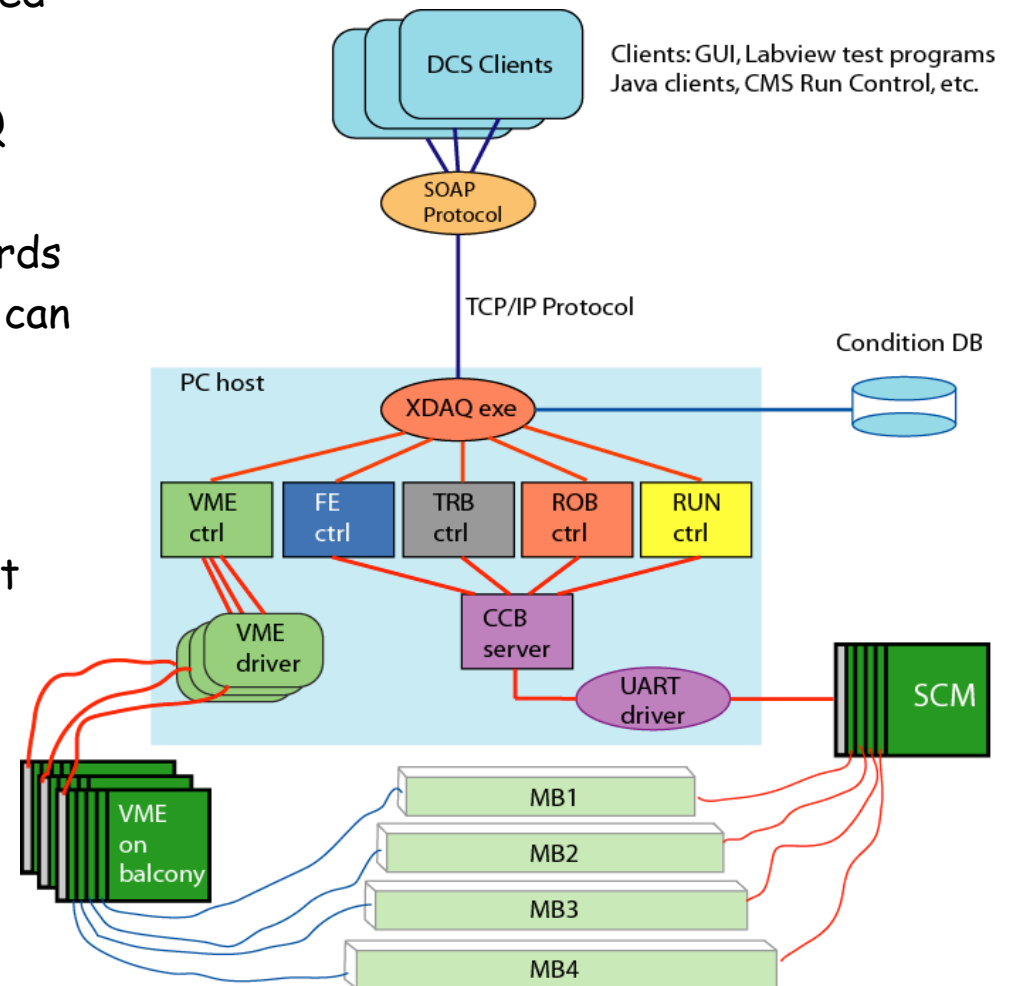 DCS Clients
Clients: GUI, Labview test programs
Java clients, CMS Run Control, etc.
SOAP
Protocol
rds
can
TCP/IP Protocol
Condition DB
PC host
XDAQ exe
VME
ctrl
FE
ctrl
TRB
ctrl
ROB
ctrl
RUN
ctrl
CCB
server
VME
driver
UART
driver
SCM
VME
on
balcony
MB1
MB2
MB3
MB4